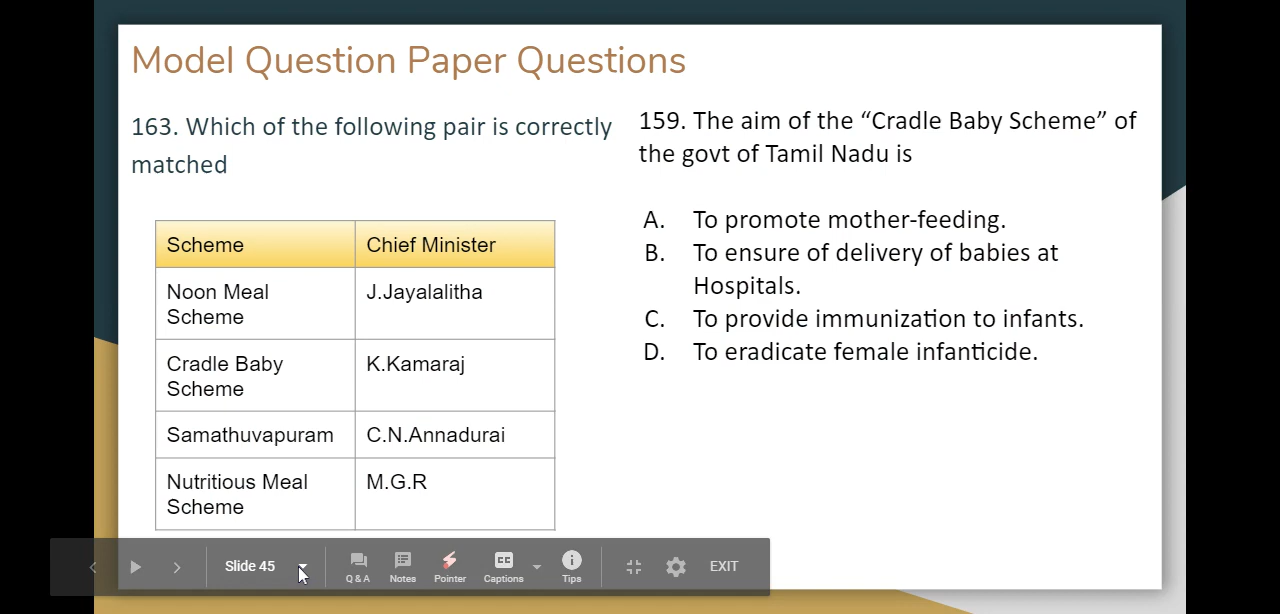 Model Question Paper Questions
163. Which of the following pair is correctly
matched
Scheme
Chief Minister
Noon Meal
Scheme
J.Jayalalitha
Cradle Baby
Scheme
K.Kamaraj
Samathuvapuram
C.N.Annadurai
Nutritious Meal
Scheme
M.G.R
159. The aim of the “Cradle Baby Scheme” of
the govt of Tamil Nadu is
A. To promote mother-feeding.
B. To ensure of delivery of babies at
Hospitals.
C. To provide immunization to infants.
D. To eradicate female infanticide.
Slide 45
Q & A
Notes
Pointer
CC
Captions
Tips
EXIT